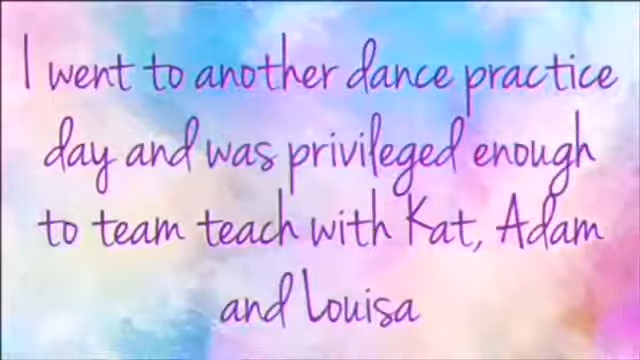 I went to another dance practice
day and was privileged enough
to team teach with Kat, Adam
and Louisa